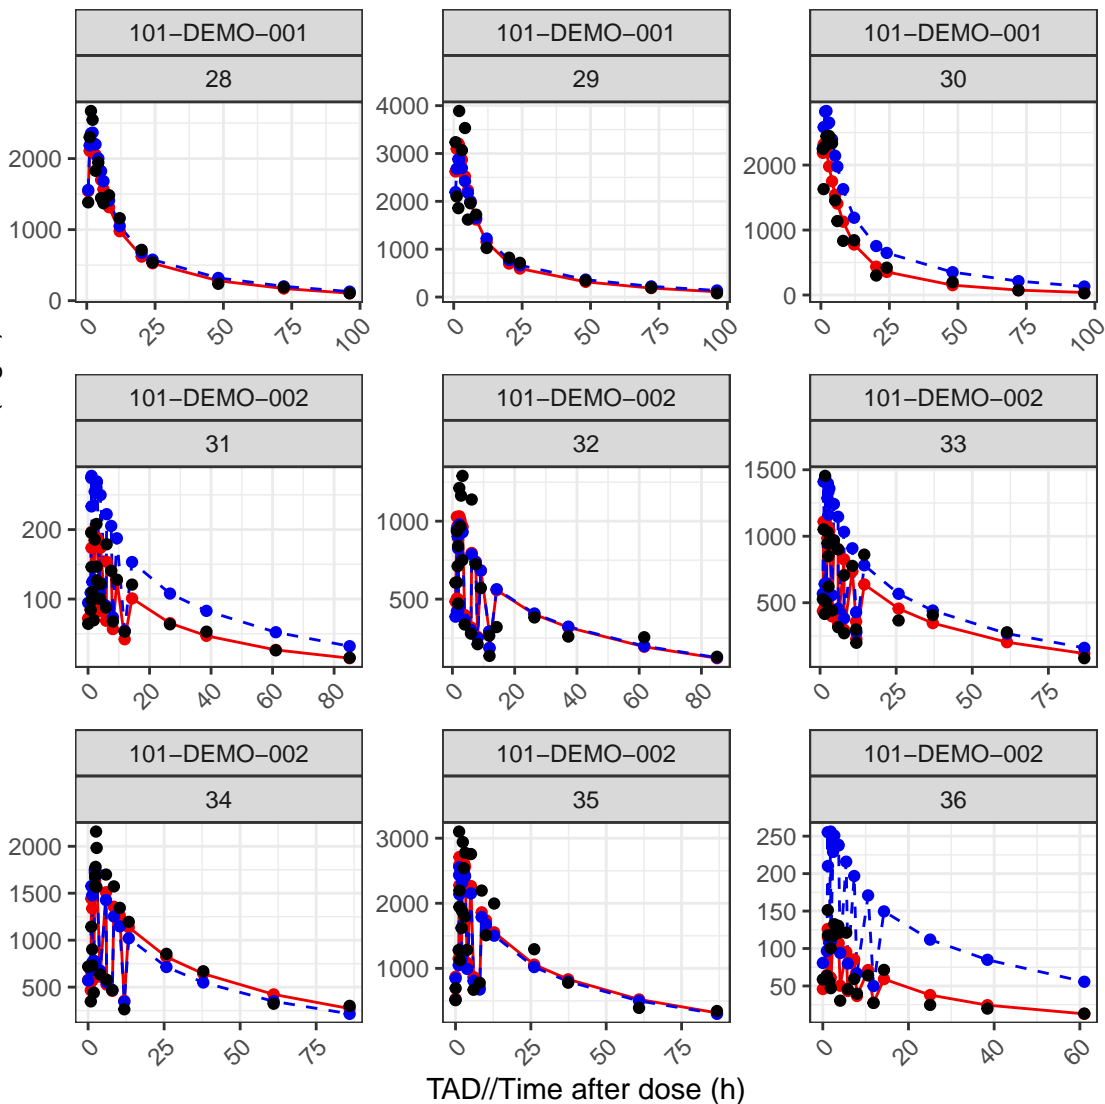 101−DEMO−001 101−DEMO−001 101−DEMO−001
28 29 30
2000 1000 0
4000 3000 2000 1000 0
2000 1000 0
0 25 50 75 100
0 25 50 75 100
0 25 50 75 100
101−DEMO−002 101−DEMO−002 101−DEMO−002
31 32 33
200 100
1000 500
1500 1000 500
0 20 40 60 80
0 20 40 60 80
0 25 50 75
101−DEMO−002 101−DEMO−002 101−DEMO−002
34 35 36
2000 1500 1000 500
3000 2000 1000
250 200 150 100 50
0 25 50 75
0 25 50 75
0 20 40 60
TAD//Time after dose (h)